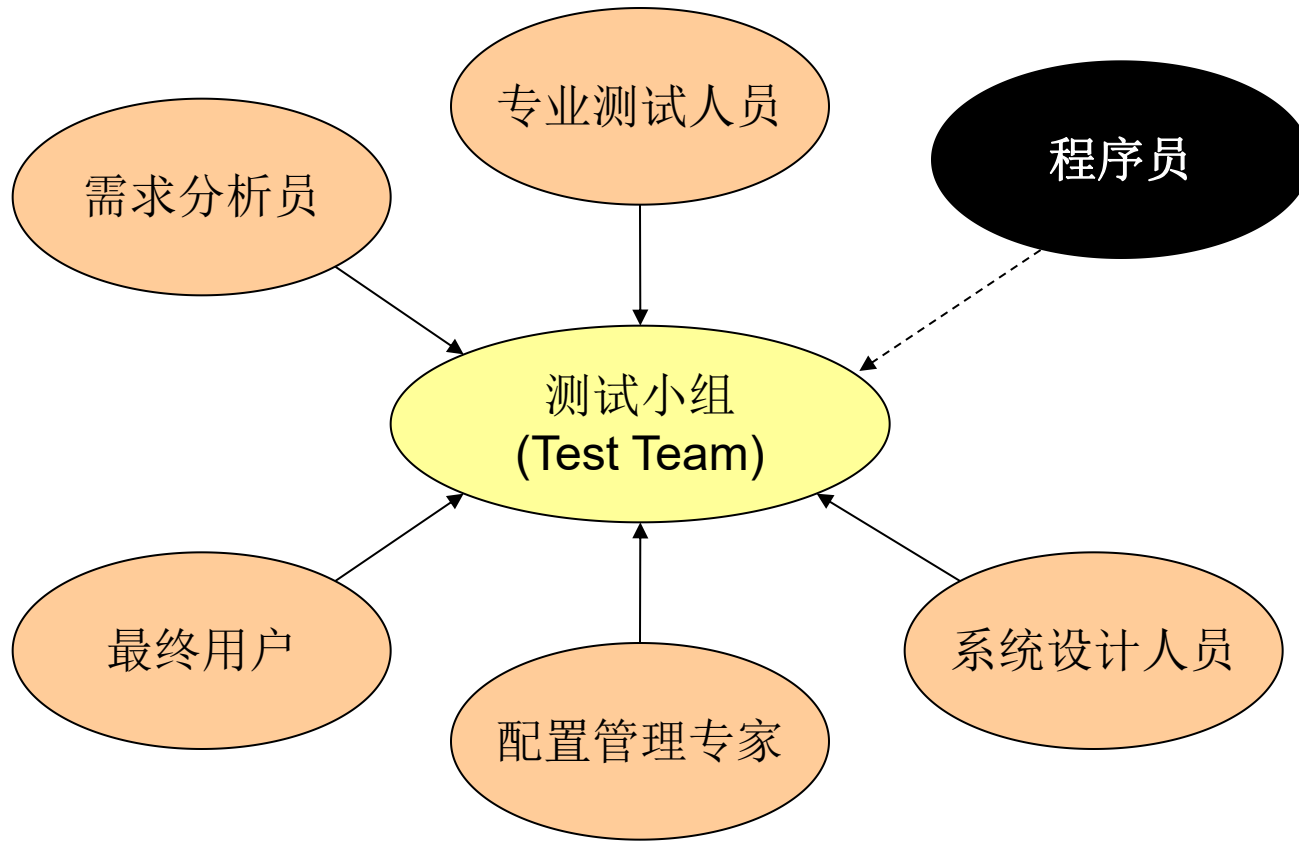 专业测试人员
程序员
需求分析员
测试小组
(Test Team)
最终用户
系统设计人员
配置管理专家